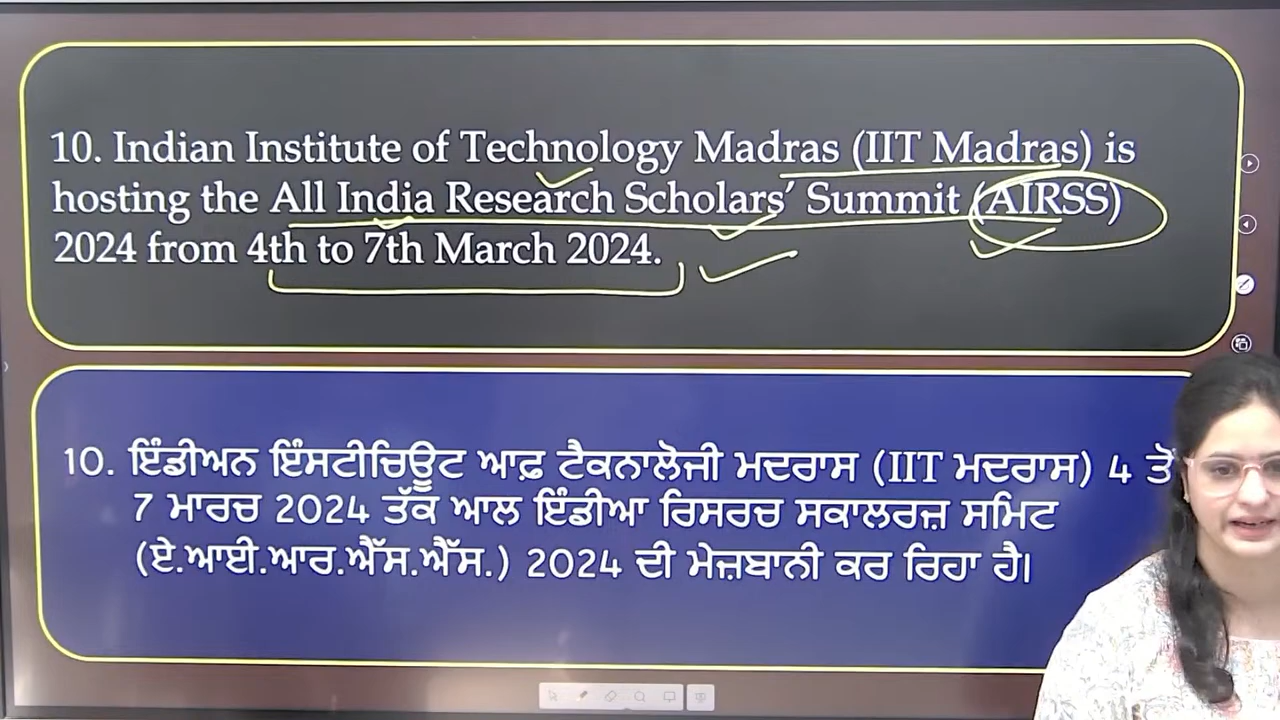 10. Indian Institute of Technology Madras (IIT Madras) is
hosting the All India Research Scholars' Summit (AIRSS)
2024 from 4th to 7th March 2024.
10. ਇੰਡੀਅਨ ਇੰਸਟੀਚਿਊਟ ਆਫ਼ ਟੈਕਨਾਲੋਜੀ ਮਦਰਾਸ (IIT ਮਦਰਾਸ) 4 ਤੋਂ
7 ਮਾਰਚ 2024 ਤੱਕ ਆਲ ਇੰਡੀਆ ਰਿਸਰਚ ਸਕਾਲਰਜ਼ ਸਮਿਟ
(ਏ.ਆਈ.ਆਰ.ਐੱਸ.ਐੱਸ.) 2024 ਦੀ ਮੇਜ਼ਬਾਨੀ ਕਰ ਰਿਹਾ ਹੈ।